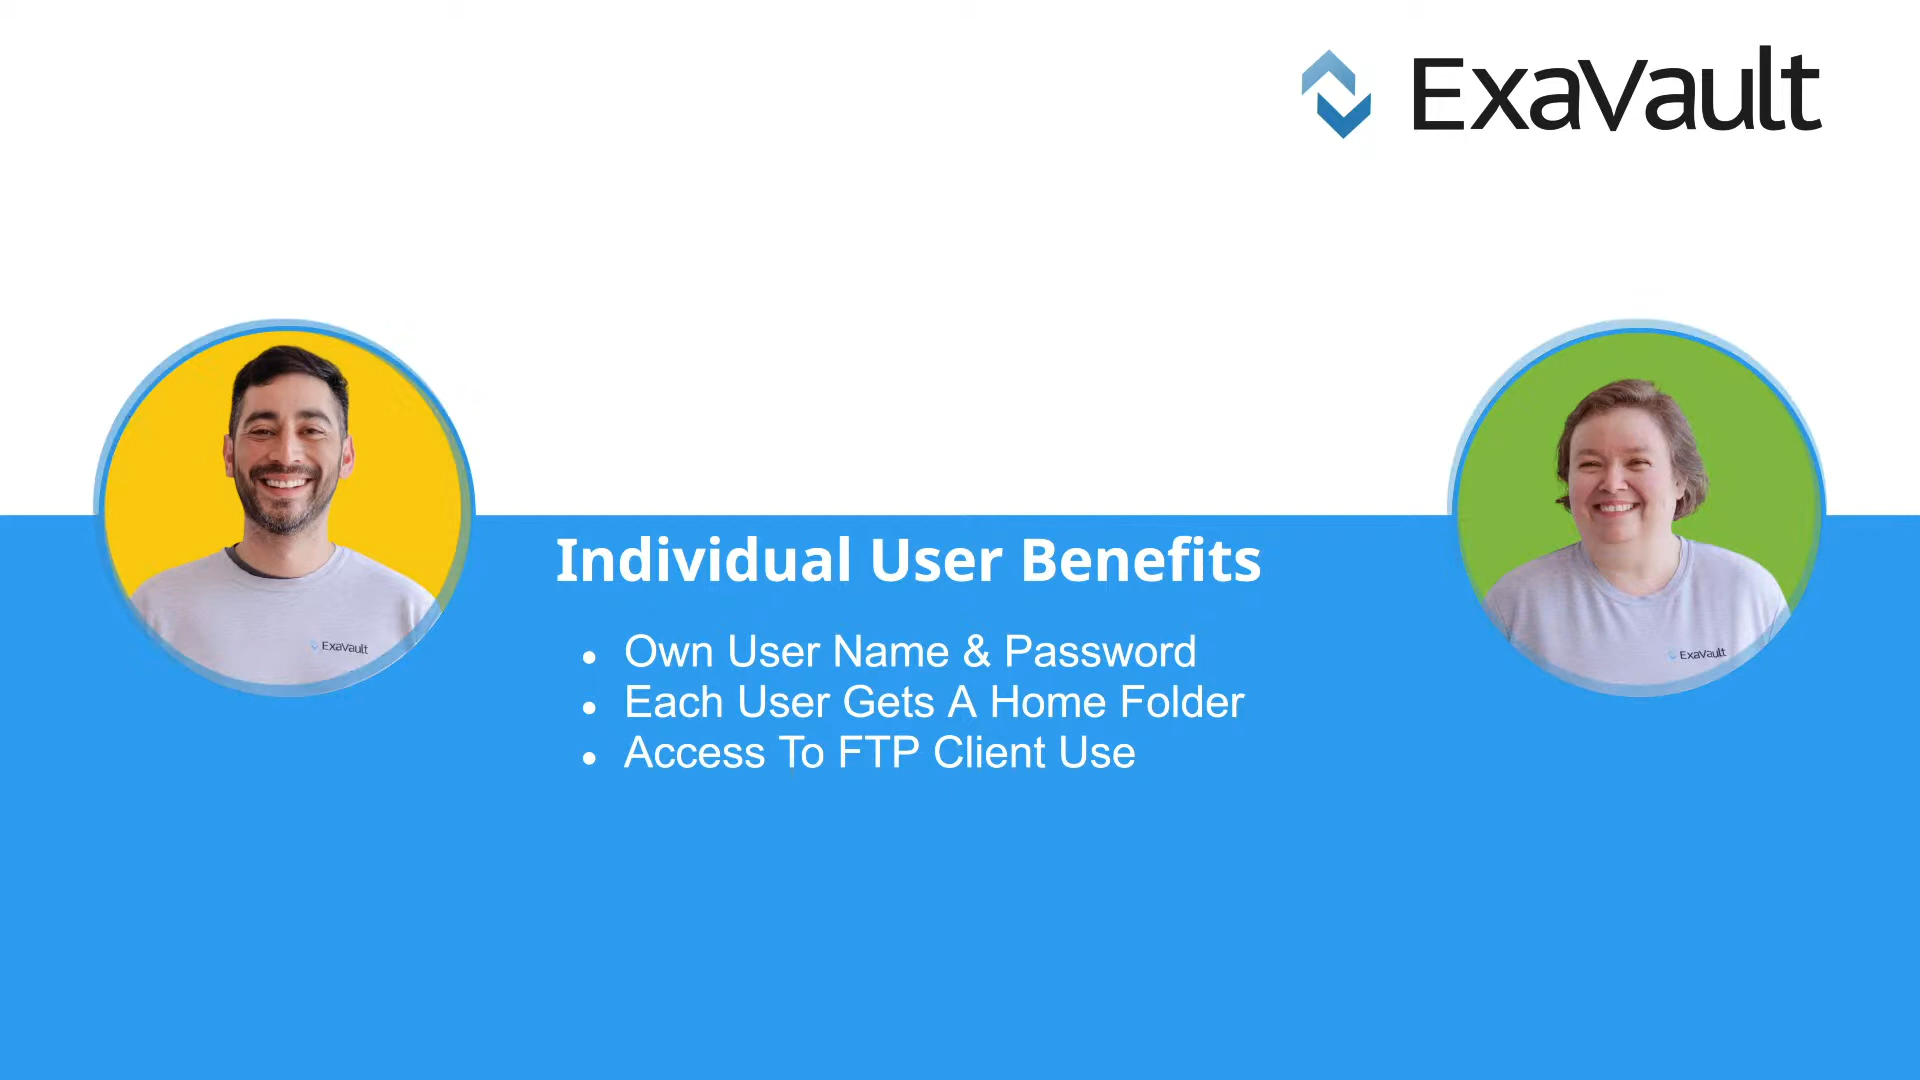 ExaVault
Individual User Benefits
• Own User Name & Password
• Each User Gets A Home Folder
• Access To FTP Client Use
ExaVault
ExaVault